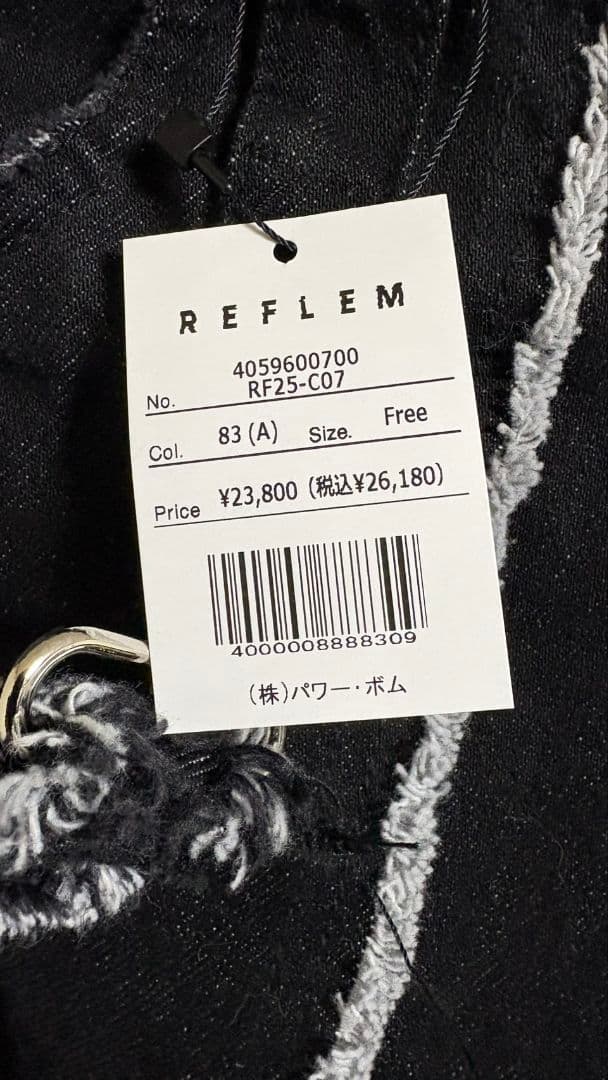 REFLEM
No. 4059600700
RF25-C07
Col. 83 (A) Size. Free
Price ¥23,800 (税込¥26,180)
4000008888309
(株)パワー・ボム